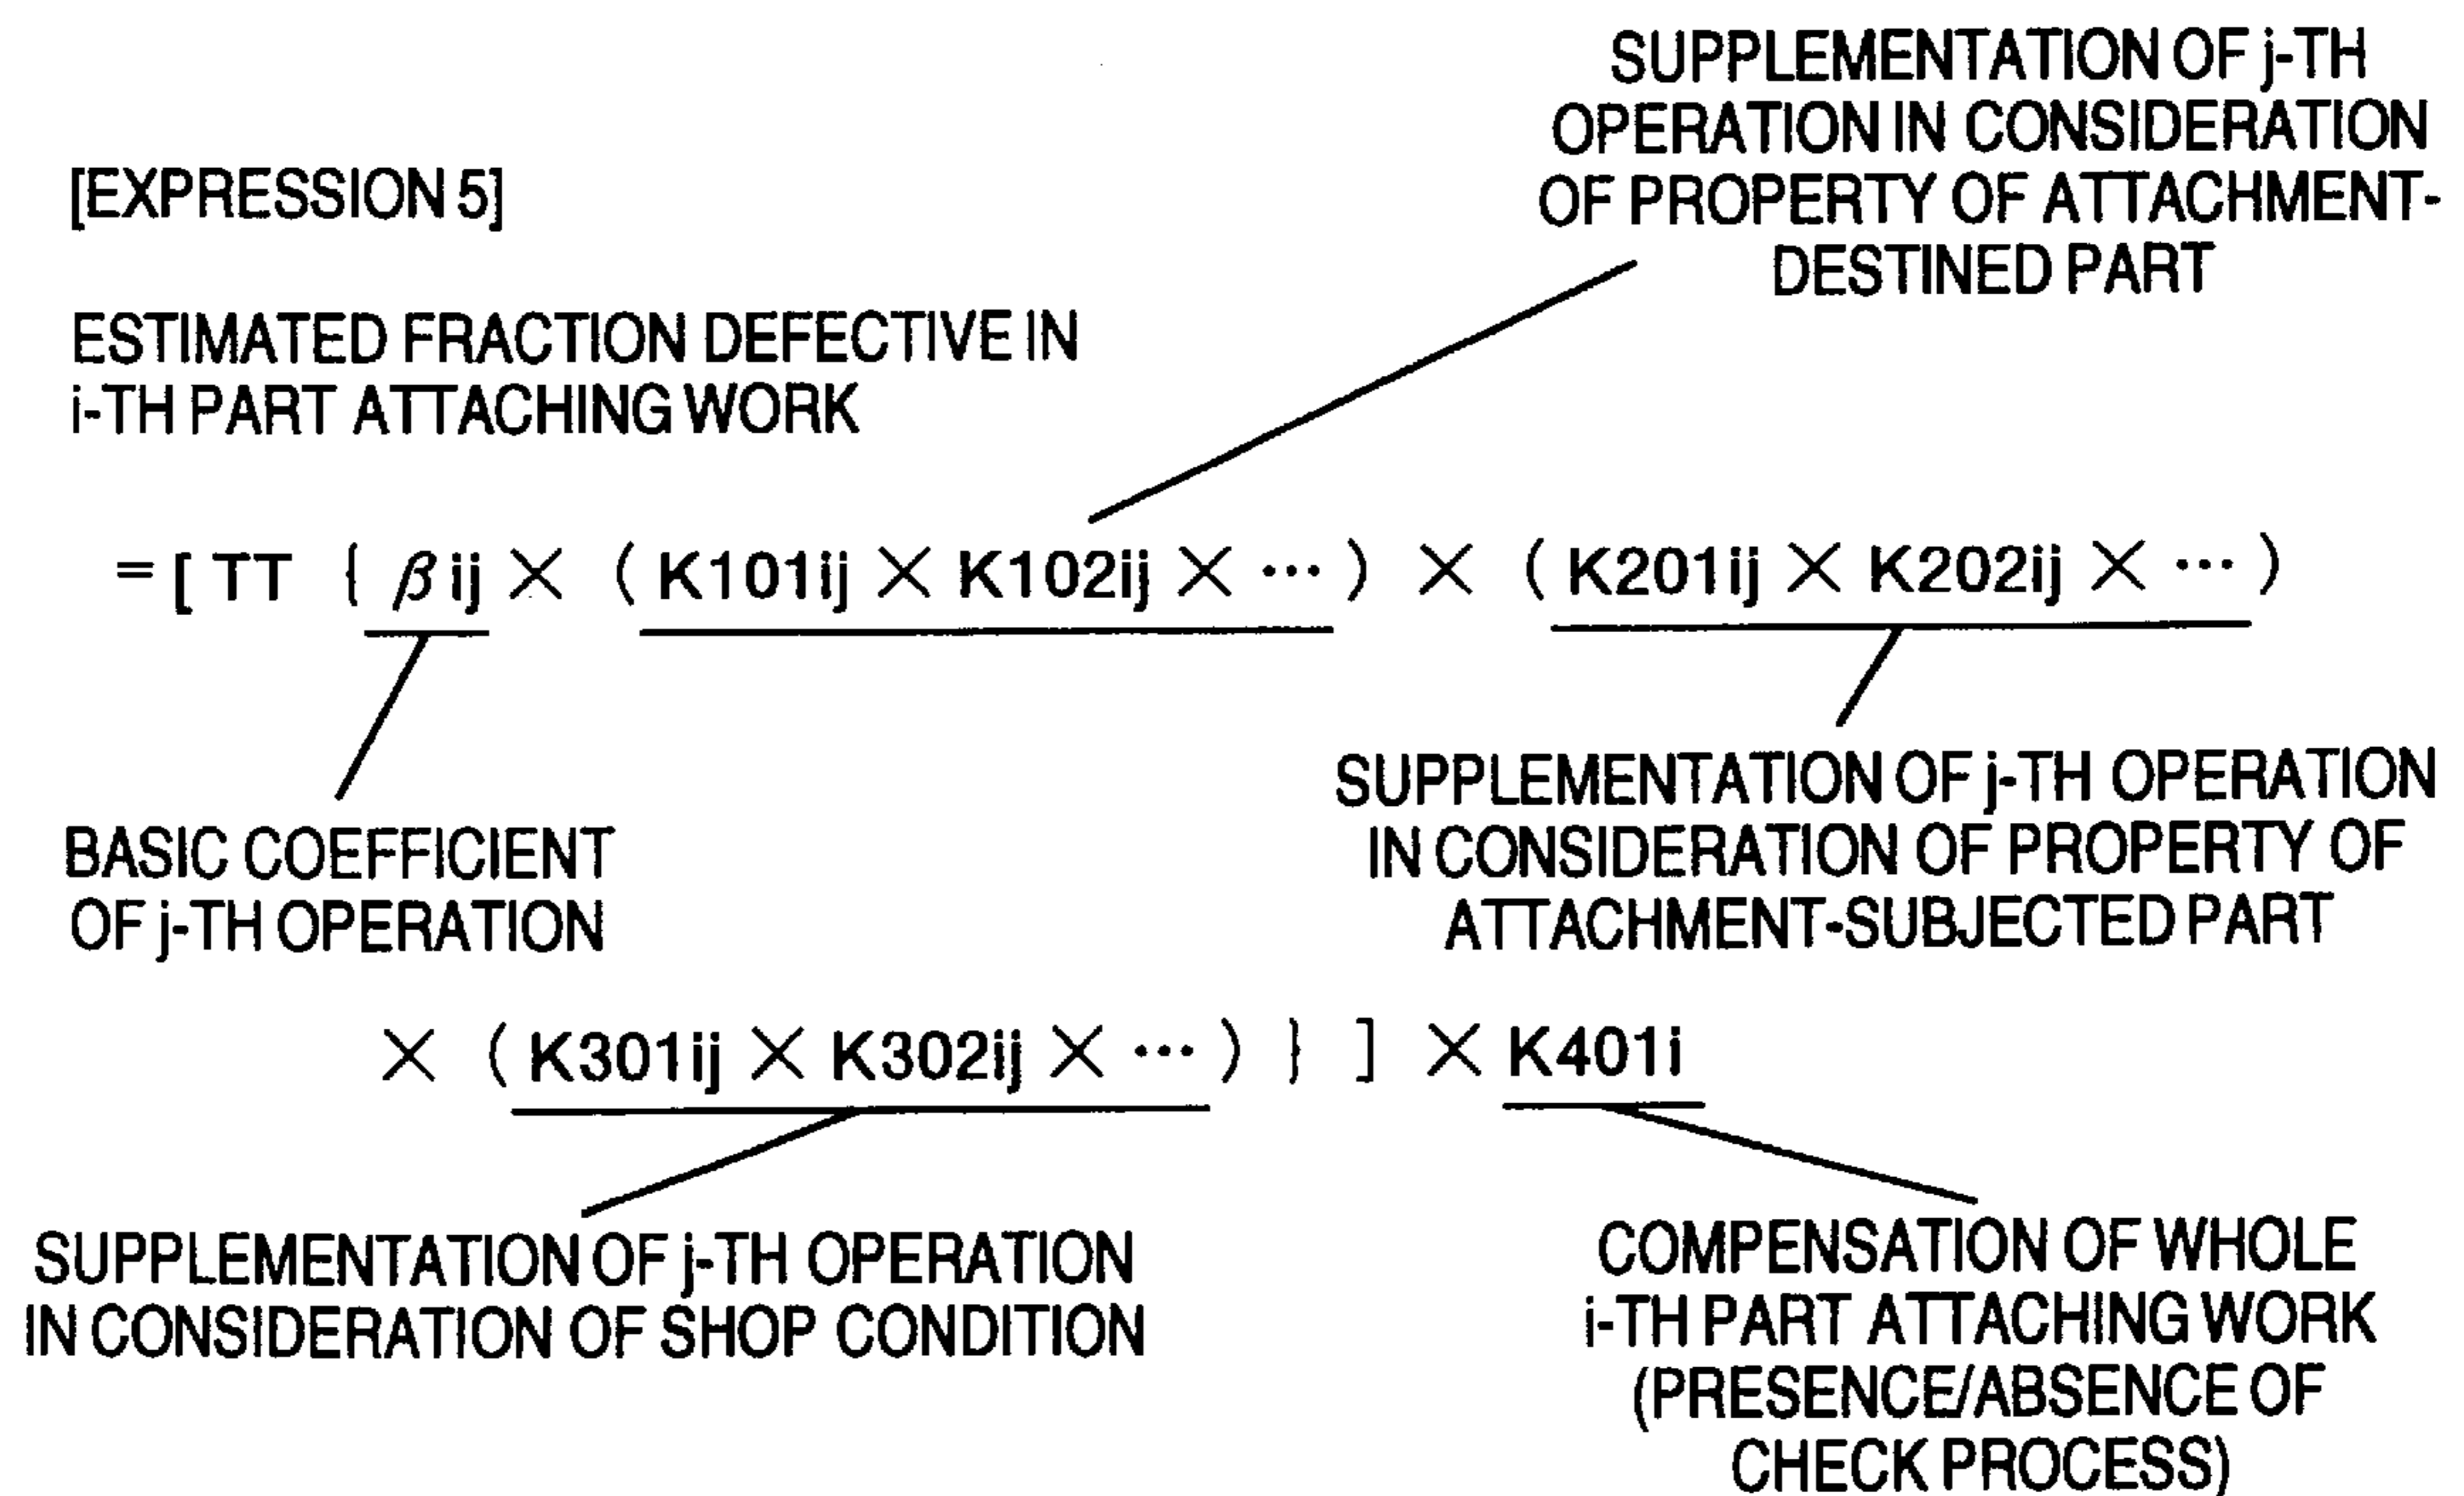 SUPPLEMENTATION OF j-TH
OPERATION IN CONSIDERATION
OF PROPERTY OF ATTACHMENT-
DESTINED PART
[EXPRESSION 5]
ESTIMATED FRACTION DEFECTIVE IN
i-TH PART ATTACHING WORK
= [ TT { βij × ( K101ij × K102ij × ··· ) × ( K201ij × K202ij × ··· )
BASIC COEFFICIENT
OF j-TH OPERATION
SUPPLEMENTATION OF j-TH OPERATION
IN CONSIDERATION OF PROPERTY OF
ATTACHMENT-SUBJECTED PART
× ( K301ij × K302ij × ··· ) } ] × K401i
SUPPLEMENTATION OF j-TH OPERATION
IN CONSIDERATION OF SHOP CONDITION
COMPENSATION OF WHOLE
i-TH PART ATTACHING WORK
(PRESENCE/ABSENCE OF
CHECK PROCESS)